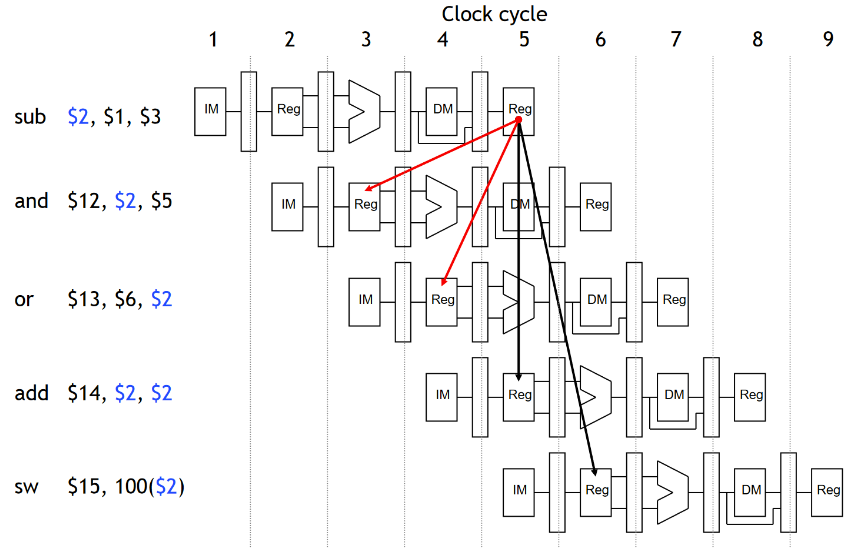 Clock cycle
1 2 3 4 5 6 7 8 9
sub $2, $1, $3 IM Reg DM Reg
and $12, $2, $5 IM Reg DM Reg
or $13, $6, $2 IM Reg DM Reg
add $14, $2, $2 IM Reg DM Reg
sw $15, 100($2) IM Reg DM Reg